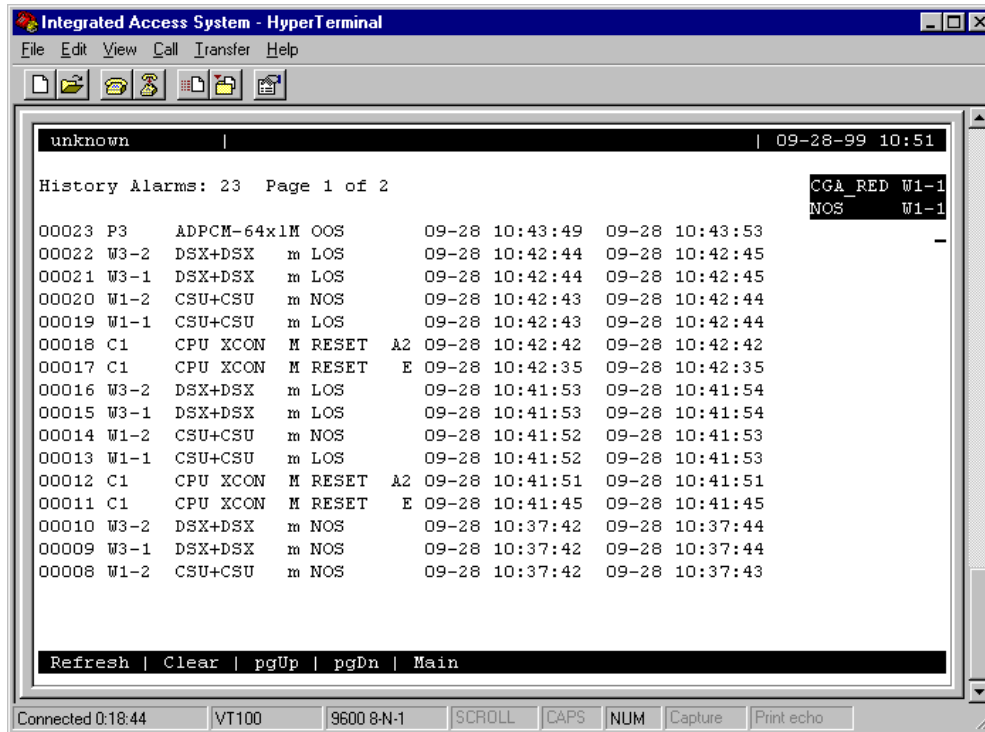 Integrated Access System - HyperTerminal
File Edit View Call Transfer Help
unknown | | 09-28-99 10:51
History Alarms: 23 Page 1 of 2 CGA_RED W1-1
NOS W1-1
00023 P3 ADPCM-64x1M OOS 09-28 10:43:49 09-28 10:43:53
00022 W3-2 DSX+DSX m LOS 09-28 10:42:44 09-28 10:42:45
00021 W3-1 DSX+DSX m LOS 09-28 10:42:44 09-28 10:42:45
00020 W1-2 CSU+CSU m NOS 09-28 10:42:43 09-28 10:42:44
00019 W1-1 CSU+CSU m LOS 09-28 10:42:43 09-28 10:42:44
00018 C1 CPU XCON M RESET A2 09-28 10:42:42 09-28 10:42:42
00017 C1 CPU XCON M RESET E 09-28 10:42:35 09-28 10:42:35
00016 W3-2 DSX+DSX m LOS 09-28 10:41:53 09-28 10:41:54
00015 W3-1 DSX+DSX m LOS 09-28 10:41:53 09-28 10:41:54
00014 W1-2 CSU+CSU m NOS 09-28 10:41:52 09-28 10:41:53
00013 W1-1 CSU+CSU m LOS 09-28 10:41:52 09-28 10:41:53
00012 C1 CPU XCON M RESET A2 09-28 10:41:51 09-28 10:41:51
00011 C1 CPU XCON M RESET E 09-28 10:41:45 09-28 10:41:45
00010 W3-2 DSX+DSX m NOS 09-28 10:37:42 09-28 10:37:44
00009 W3-1 DSX+DSX m NOS 09-28 10:37:42 09-28 10:37:44
00008 W1-2 CSU+CSU m NOS 09-28 10:37:42 09-28 10:37:43
Refresh | Clear | pgUp | pgDn | Main
Connected 0:18:44 VT100 9600 8-N-1 SCROLL CAPS NUM Capture Print echo